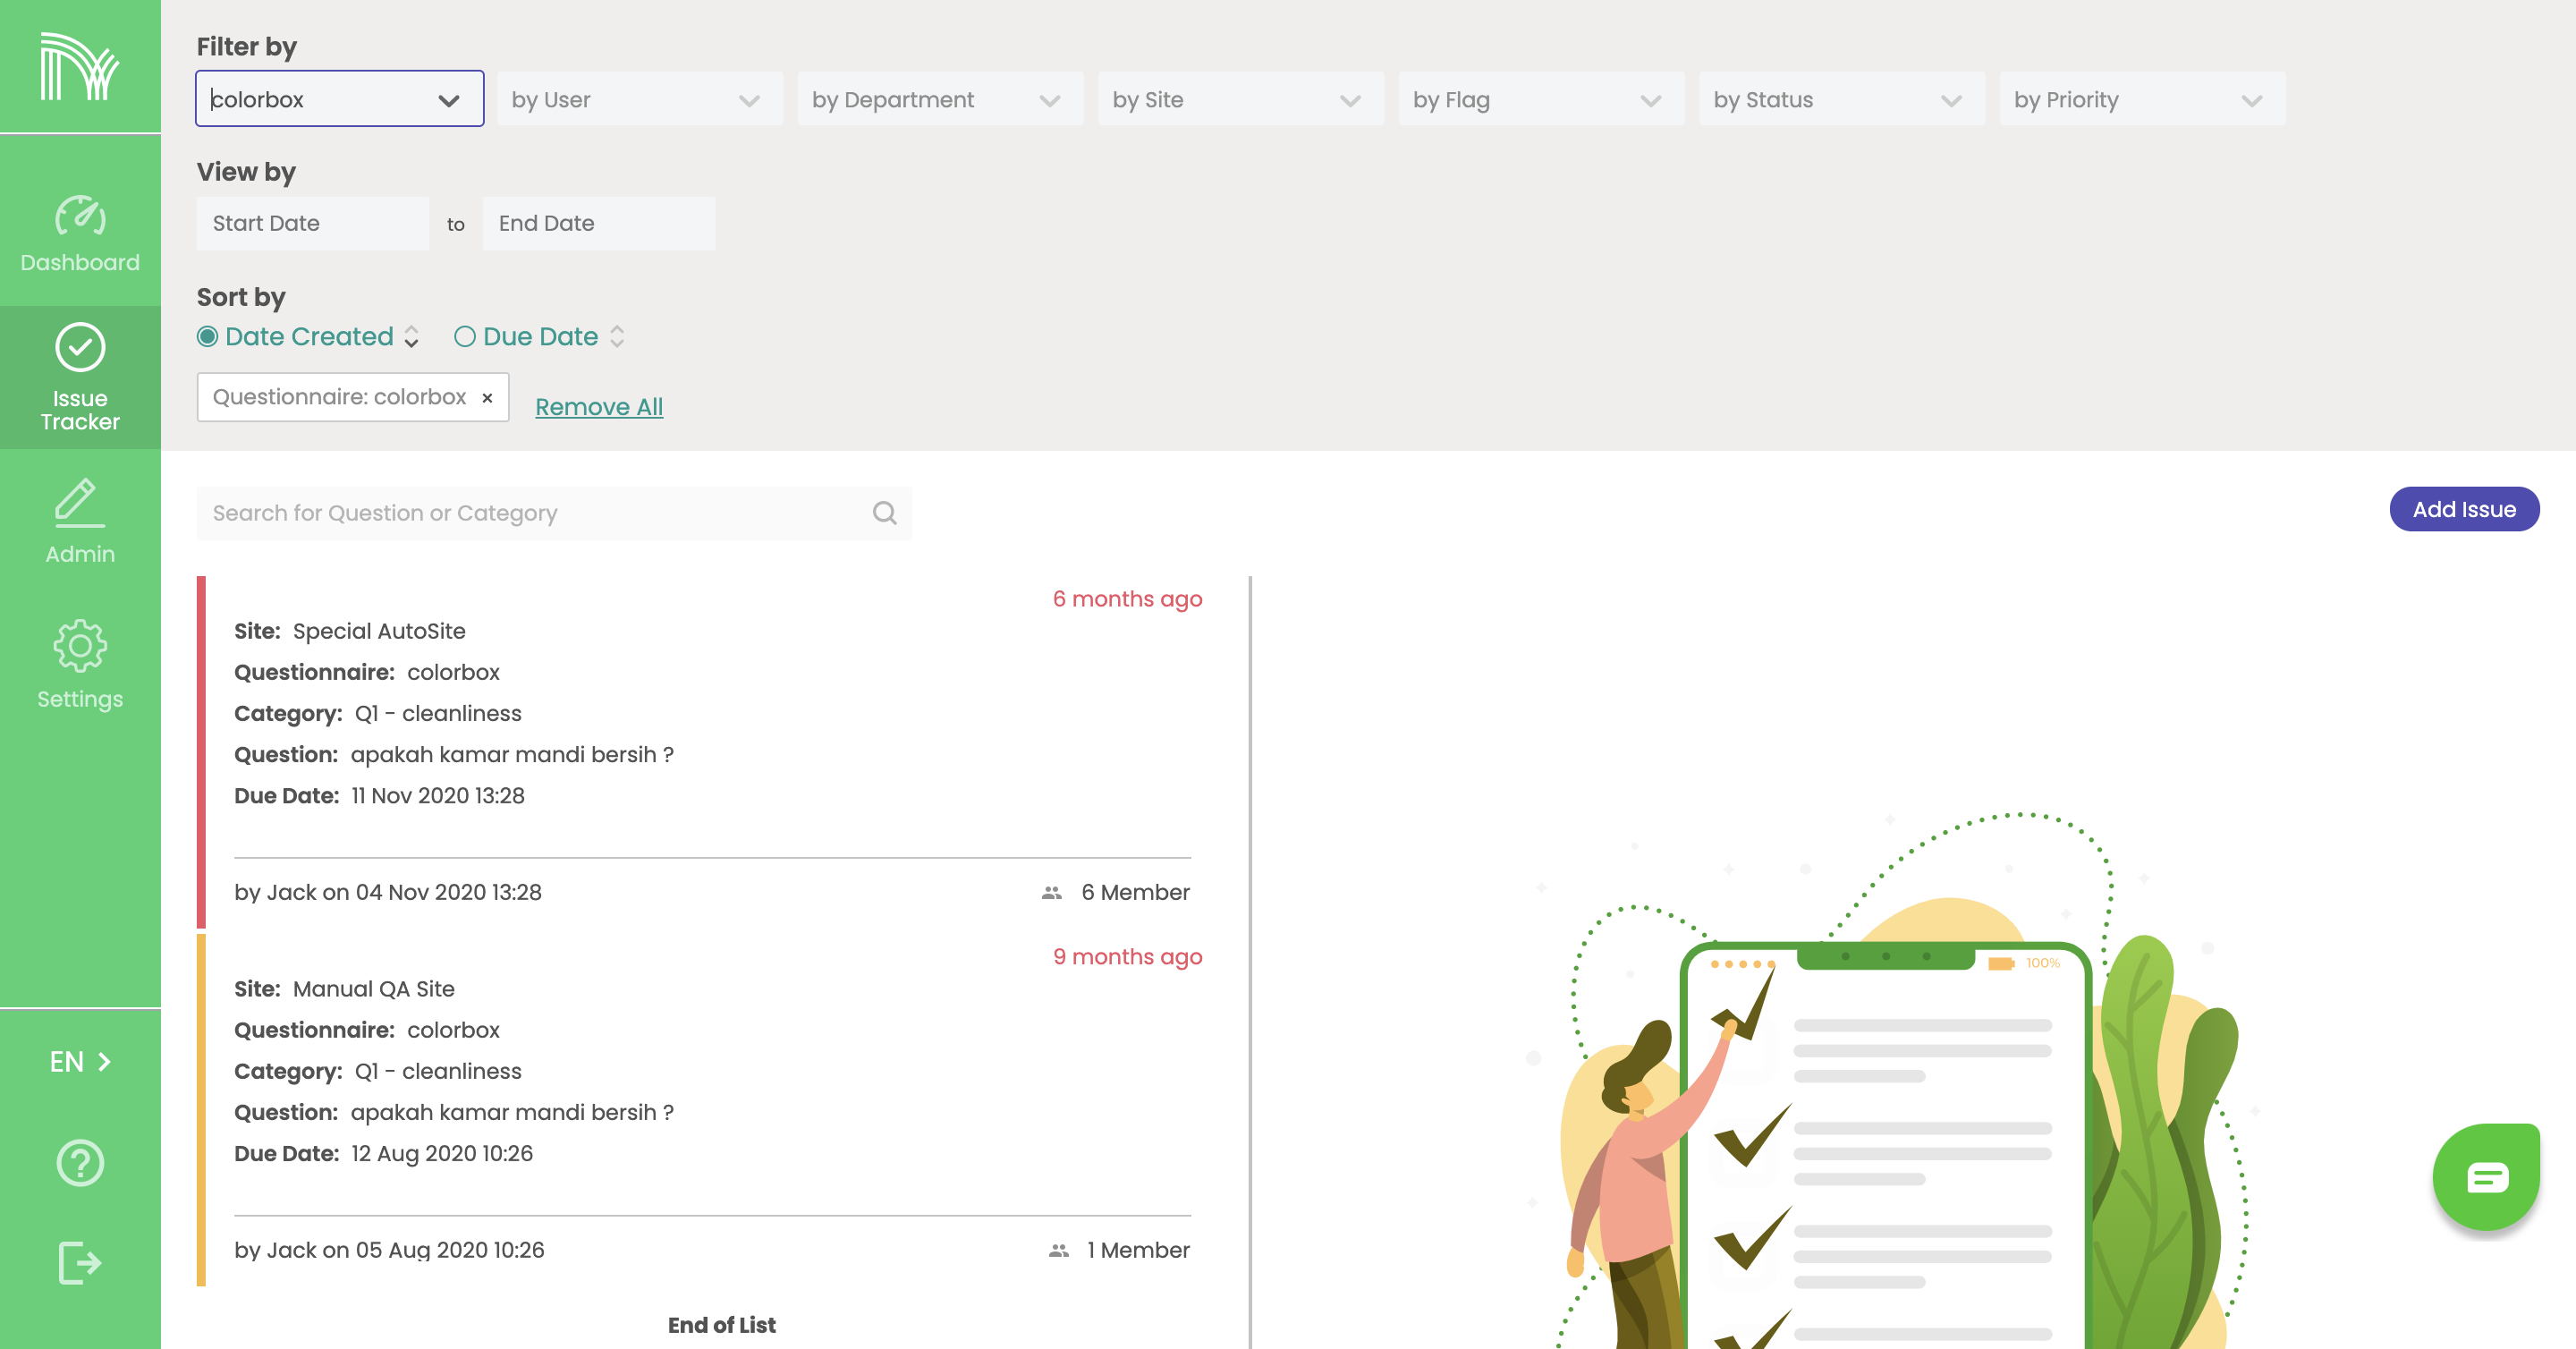 Filter by
colorbox
by User
by Department
by Site
by Flag
by Status
by Priority
View by
Start Date
to
End Date
Sort by
Date Created
Due Date
Questionnaire: colorbox ×
Remove All
Dashboard
Issue
Tracker
Admin
Settings
EN
Search for Question or Category
Add Issue
6 months ago
Site: Special AutoSite
Questionnaire: colorbox
Category: Q1 - cleanliness
Question: apakah kamar mandi bersih ?
Due Date: 11 Nov 2020 13:28
by Jack on 04 Nov 2020 13:28
6 Member
9 months ago
Site: Manual QA Site
Questionnaire: colorbox
Category: Q1 - cleanliness
Question: apakah kamar mandi bersih ?
Due Date: 12 Aug 2020 10:26
by Jack on 05 Aug 2020 10:26
1 Member
End of List
100%